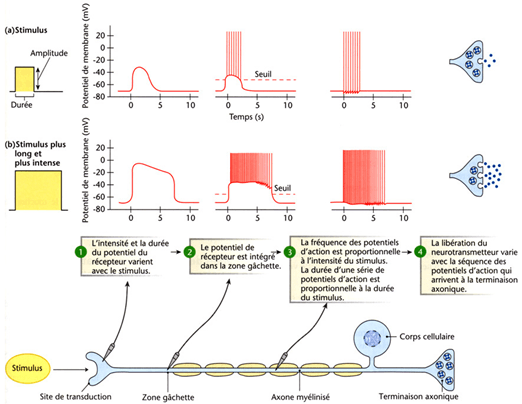 (a) Stimulus
Amplitude
Durée
Potentiel de membrane (mV)
20
0
-20
-40
-60
-80
0 5 10
Seuil
0 5 10
0 5 10
Temps (s)
(b) Stimulus plus
long et
plus intense
Potentiel de membrane (mV)
20
0
-20
-40
-60
-80
0 5 10
Seuil
0 5 10
0 5 10
1
L'intensité et la durée
du potentiel du
récepteur varient
avec le stimulus.
2
Le potentiel de
récepteur est intégré
dans la zone gâchette.
3
La fréquence des potentiels
d'action est proportionnelle
à l'intensité du stimulus.
La durée d'une série de
potentiels d'action est
proportionnelle à la durée
du stimulus.
4
La libération du
neurotransmetteur varie
avec la séquence des
potentiels d'action qui
arrivent à la terminaison
axonique.
Corps cellulaire
Stimulus
Site de transduction
Zone gâchette
Axone myélinisé
Terminaison axonique